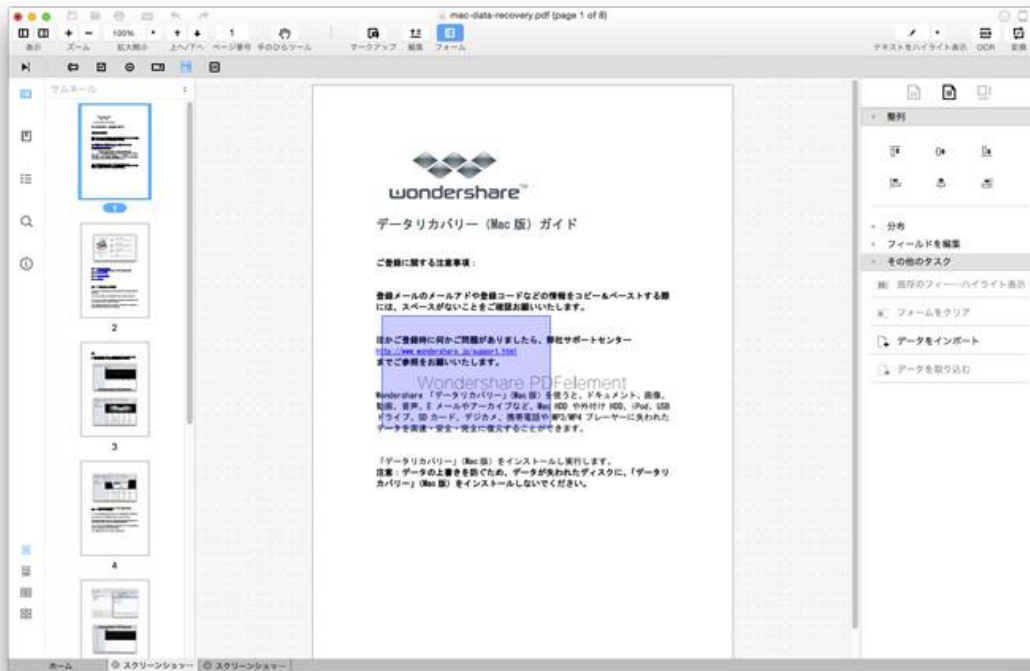 mac-data-recovery.pdf (page 1 of 8)
100%
1
表示
ズーム
拡大縮小
上へ/下へ
ページ番号
手のひらツール
マークアップ
編集
フォーム
テキストをハイライト表示
OCR
変換
サムネール
1
2
3
4
wondershare™
データリカバリー（Mac 版）ガイド
ご登録に関する注意事項：
登録メールのメールアドや登録コードなどの情報をコピー&ペーストする際
には、スペースがないことをご確認お願いいたします。
ほかご登録時に何かご問題がありましたら、弊社サポートセンター
http://www.wondershare.jp/support.html
までご参照をお願いいたします。
Wondershare PDFelement
Wondershare 「データリカバリー」（Mac 版）を使うと、ドキュメント、画像、
動画、音声、E メールやアーカイブなど、Mac HDD や外付け HDD、iPod、USB
ドライブ、SD カード、デジカメ、携帯電話や MP3/MP4 プレーヤーに失われた
データを高速・安全・完全に復元することができます。
「データリカバリー」（Mac 版）をインストールし実行します。
注意：データの上書きを防ぐため、データが失われたディスクに、「データリ
カバリー」（Mac 版）をインストールしないでください。
整列
分布
フィールドを編集
その他のタスク
既存のフィー…ハイライト表示
フォームをクリア
データをインポート
データを取り込む
ホーム
スクリーンショッ…
スクリーンショッ…